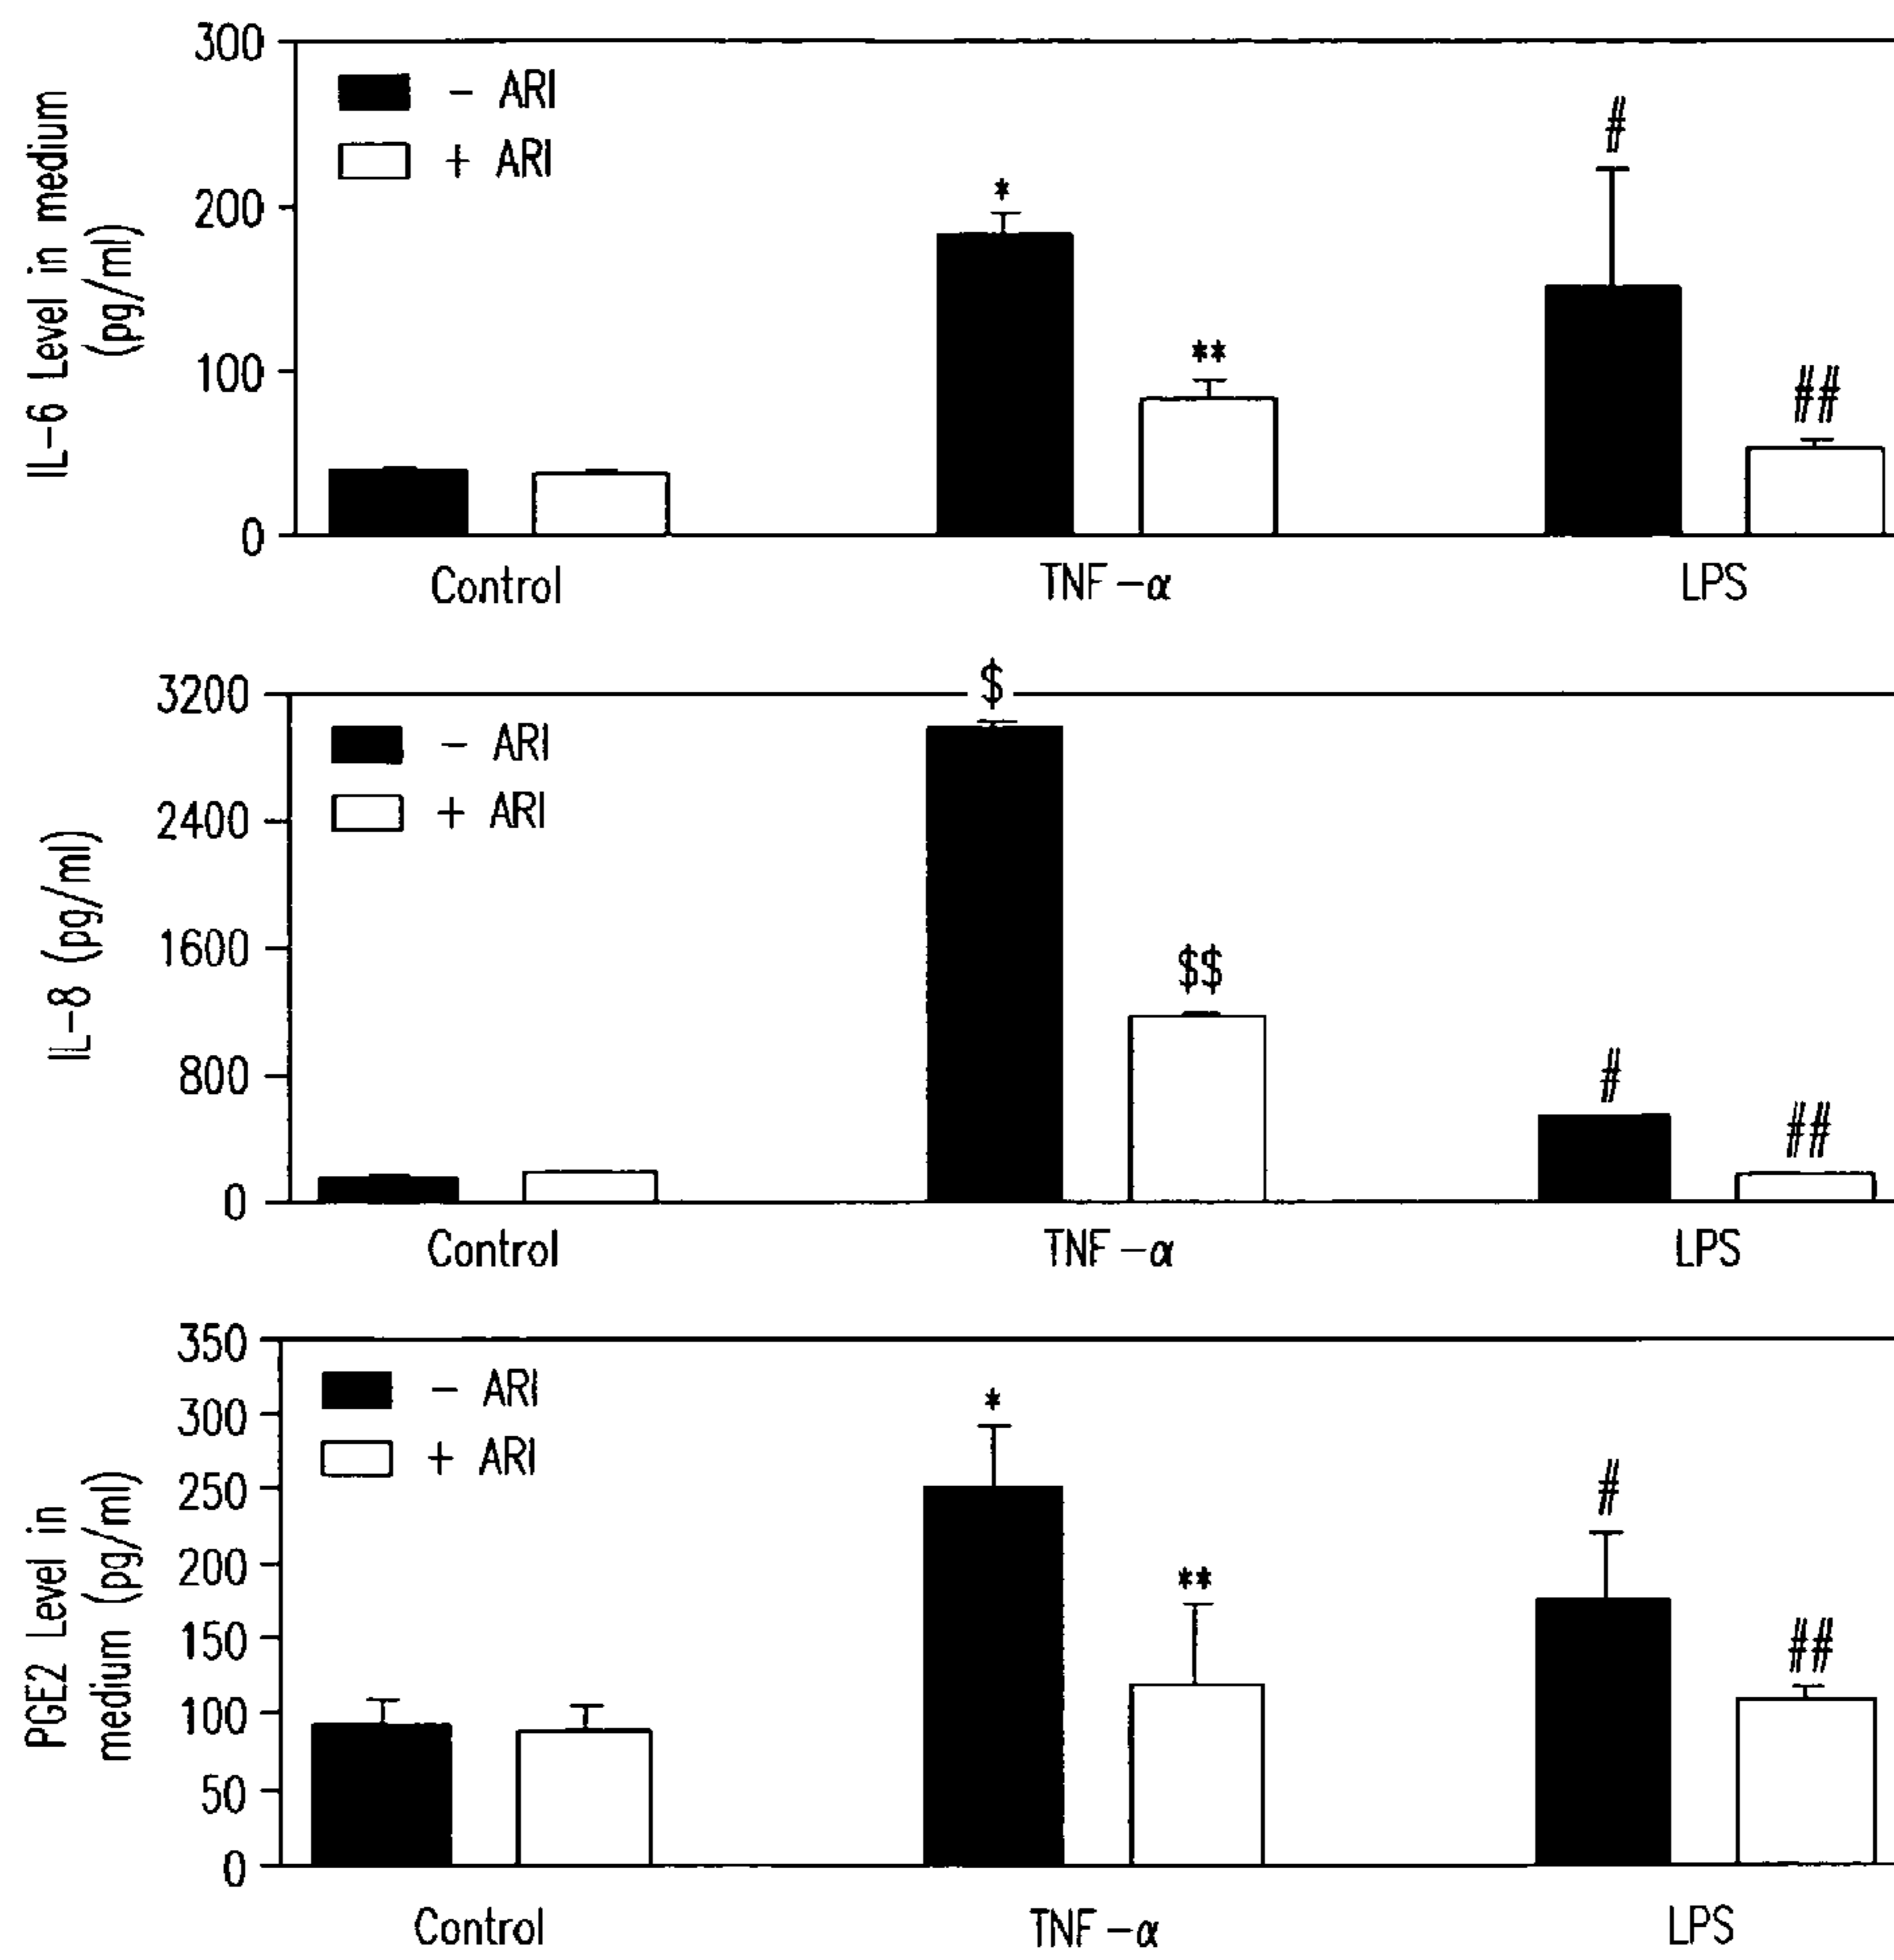 IL-6 Level in medium
(pg/ml)
300
200
100
0
- ARI
+ ARI
*
**
#
##
Control
TNF-α
LPS
IL-8 (pg/ml)
3200
2400
1600
800
0
- ARI
+ ARI
$
$$
#
##
Control
TNF-α
LPS
PGE2 Level in
medium (pg/ml)
350
300
250
200
150
100
50
0
- ARI
+ ARI
*
**
#
##
Control
TNF-α
LPS